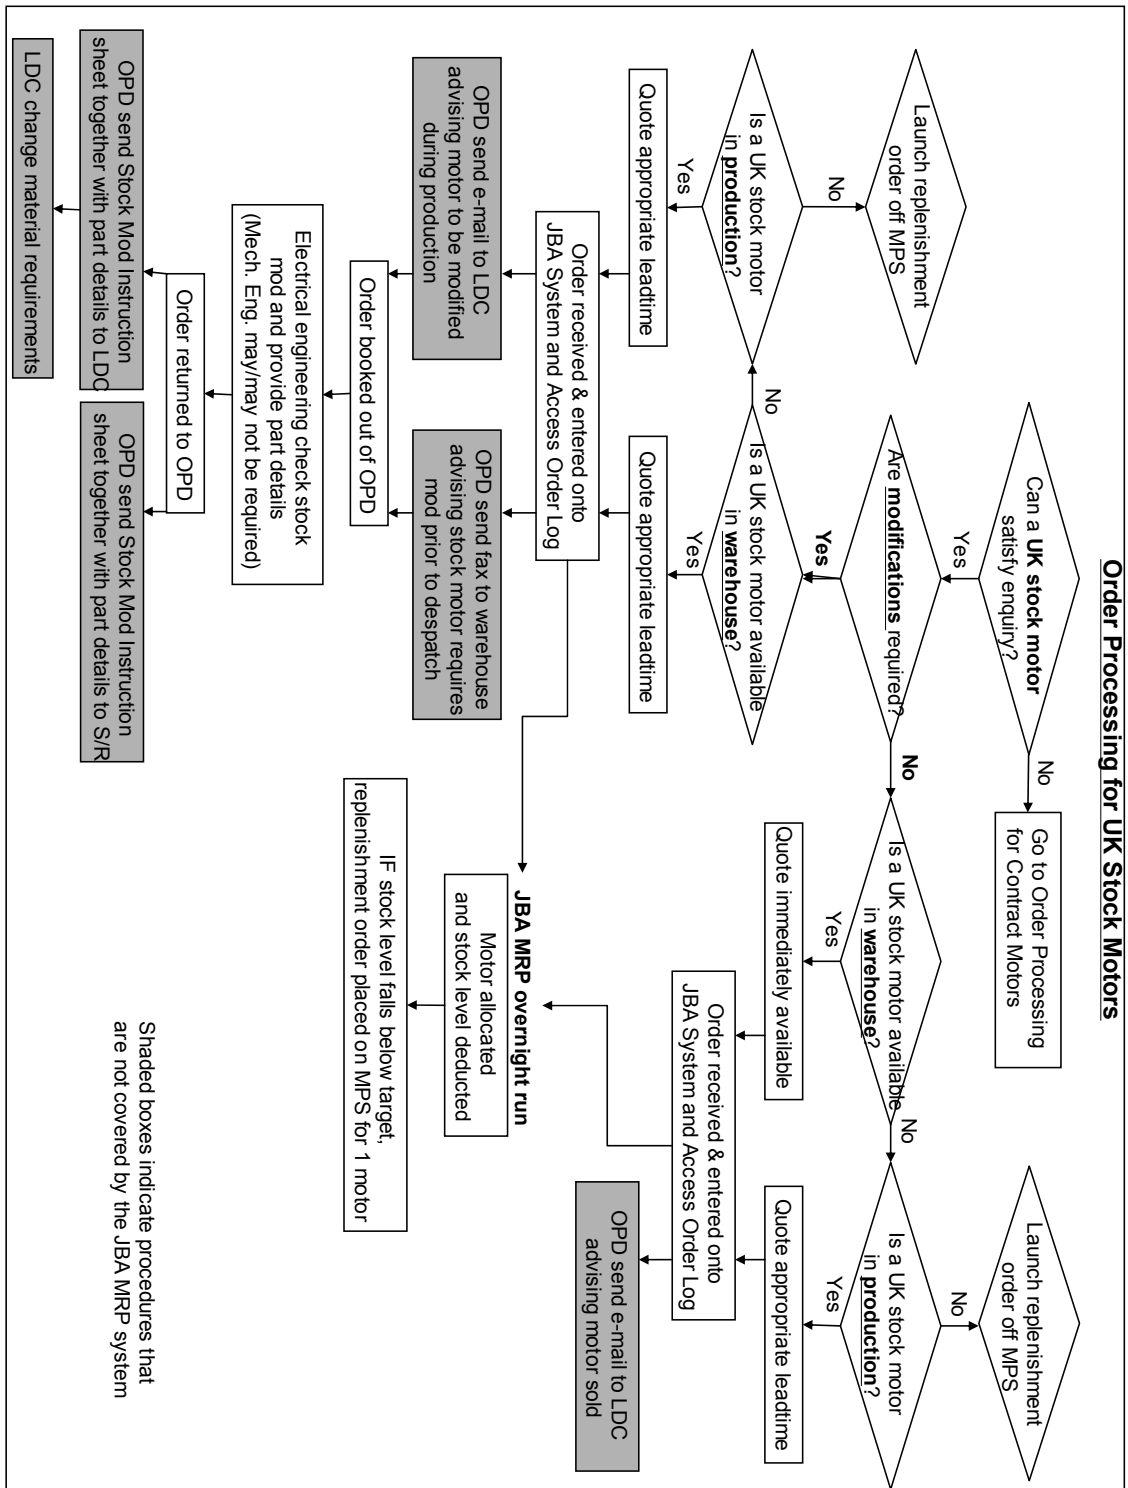 Order Processing for UK Stock Motors
Can a UK stock motor
satisfy enquiry?
No
Go to Order Processing
for Contract Motors
Yes
Are modifications required?
Yes
No
Launch replenishment
order off MPS
No
Is a UK stock motor
in production?
Yes
No
Is a UK stock motor available
in warehouse?
Yes
Is a UK stock motor available
in warehouse?
Yes
No
Is a UK stock motor
in production?
No
Launch replenishment
order off MPS
Yes
Quote appropriate leadtime
Quote appropriate leadtime
Quote immediately available
Quote appropriate leadtime
Order received & entered onto
JBA System and Access Order Log
Order received & entered onto
JBA System and Access Order Log
OPD send e-mail to LDC
advising motor to be modified
during production
OPD send fax to warehouse
advising stock motor requires
mod prior to despatch
OPD send e-mail to LDC
advising motor sold
JBA MRP overnight run
Order booked out of OPD
Motor allocated
and stock level deducted
Electrical engineering check stock
mod and provide part details
(Mech. Eng. may/may not be required)
IF stock level falls below target,
replenishment order placed on MPS for 1 motor
Order returned to OPD
OPD send Stock Mod Instruction
sheet together with part details to LDC
OPD send Stock Mod Instruction
sheet together with part details to S/R
LDC change material requirements
Shaded boxes indicate procedures that
are not covered by the JBA MRP system